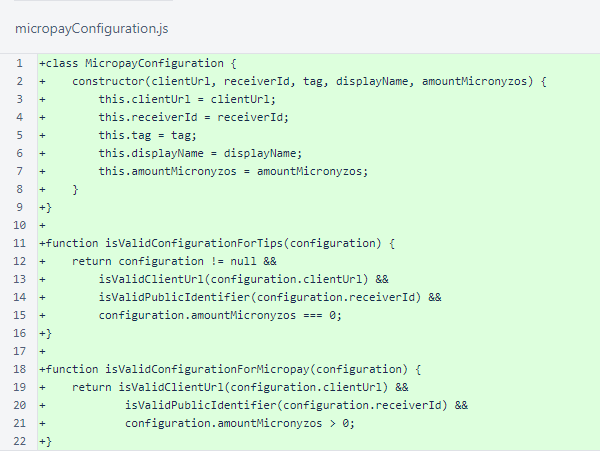 micropayConfiguration.js
1 +class MicropayConfiguration {
2 +    constructor(clientUrl, receiverId, tag, displayName, amountMicronyzos) {
3 +        this.clientUrl = clientUrl;
4 +        this.receiverId = receiverId;
5 +        this.tag = tag;
6 +        this.displayName = displayName;
7 +        this.amountMicronyzos = amountMicronyzos;
8 +    }
9 +}
10 +
11 +function isValidConfigurationForTips(configuration) {
12 +    return configuration != null &&
13 +        isValidClientUrl(configuration.clientUrl) &&
14 +        isValidPublicIdentifier(configuration.receiverId) &&
15 +        configuration.amountMicronyzos === 0;
16 +}
17 +
18 +function isValidConfigurationForMicropay(configuration) {
19 +    return isValidClientUrl(configuration.clientUrl) &&
20 +            isValidPublicIdentifier(configuration.receiverId) &&
21 +            configuration.amountMicronyzos > 0;
22 +}